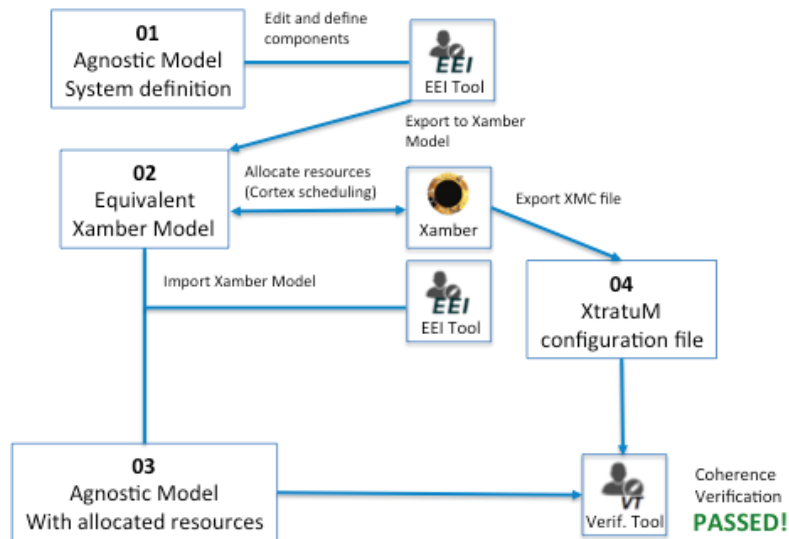 01
Agnostic Model
System definition
Edit and define
components
EEI
EEI Tool
Export to Xamber
Model
02
Equivalent
Xamber Model
Allocate resources
(Cortex scheduling)
Xamber
Export XMC file
Import Xamber Model
EEI
EEI Tool
04
XtratuM
configuration file
03
Agnostic Model
With allocated resources
VT
Verif. Tool
Coherence
Verification
PASSED!